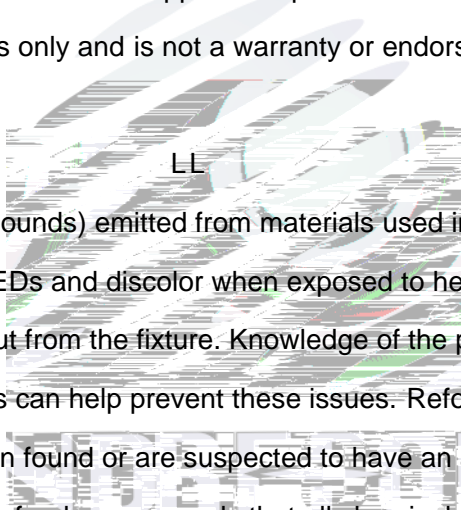 s only and is not a warranty or endors
LL
ounds) emitted from materials used i
EDs and discolor when exposed to he
ut from the fixture. Knowledge of the p
s can help prevent these issues. Refo
n found or are suspected to have an